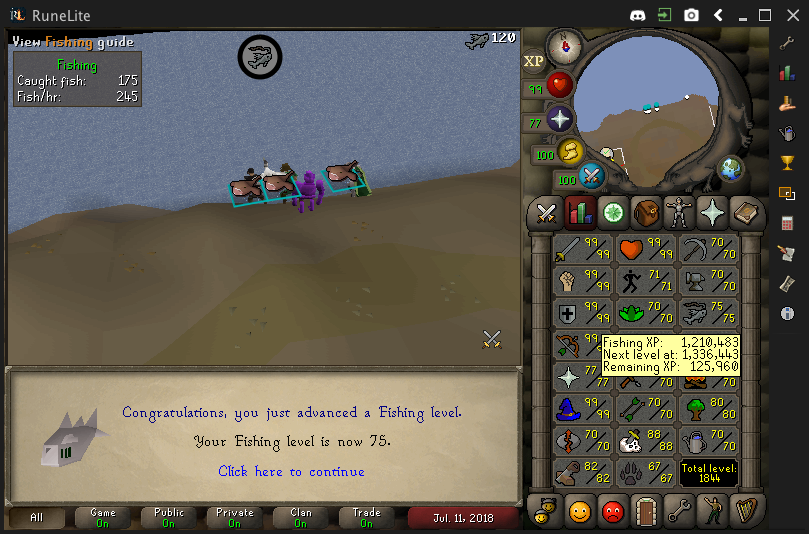 RuneLite
View Fishing guide
120
Fishing
Caught fish: 175
Fish/hr: 245
XP
99
77
100
100
99/99 99/99 70/70
99/99 71/71 70/70
99/99 70/70 75/75
99
Fishing XP: 1,210,483
Next level at: 1,336,443
Remaining XP: 125,960
77/77 70 70
99/99 70/70 80/80
70/70 88/88 70/70
82/82 67/67
Total level:
1844
Congratulations, you just advanced a Fishing level.
Your Fishing level is now 75.
Click here to continue
All
Game
On
Public
On
Private
On
Clan
On
Trade
On
Jul. 11, 2018